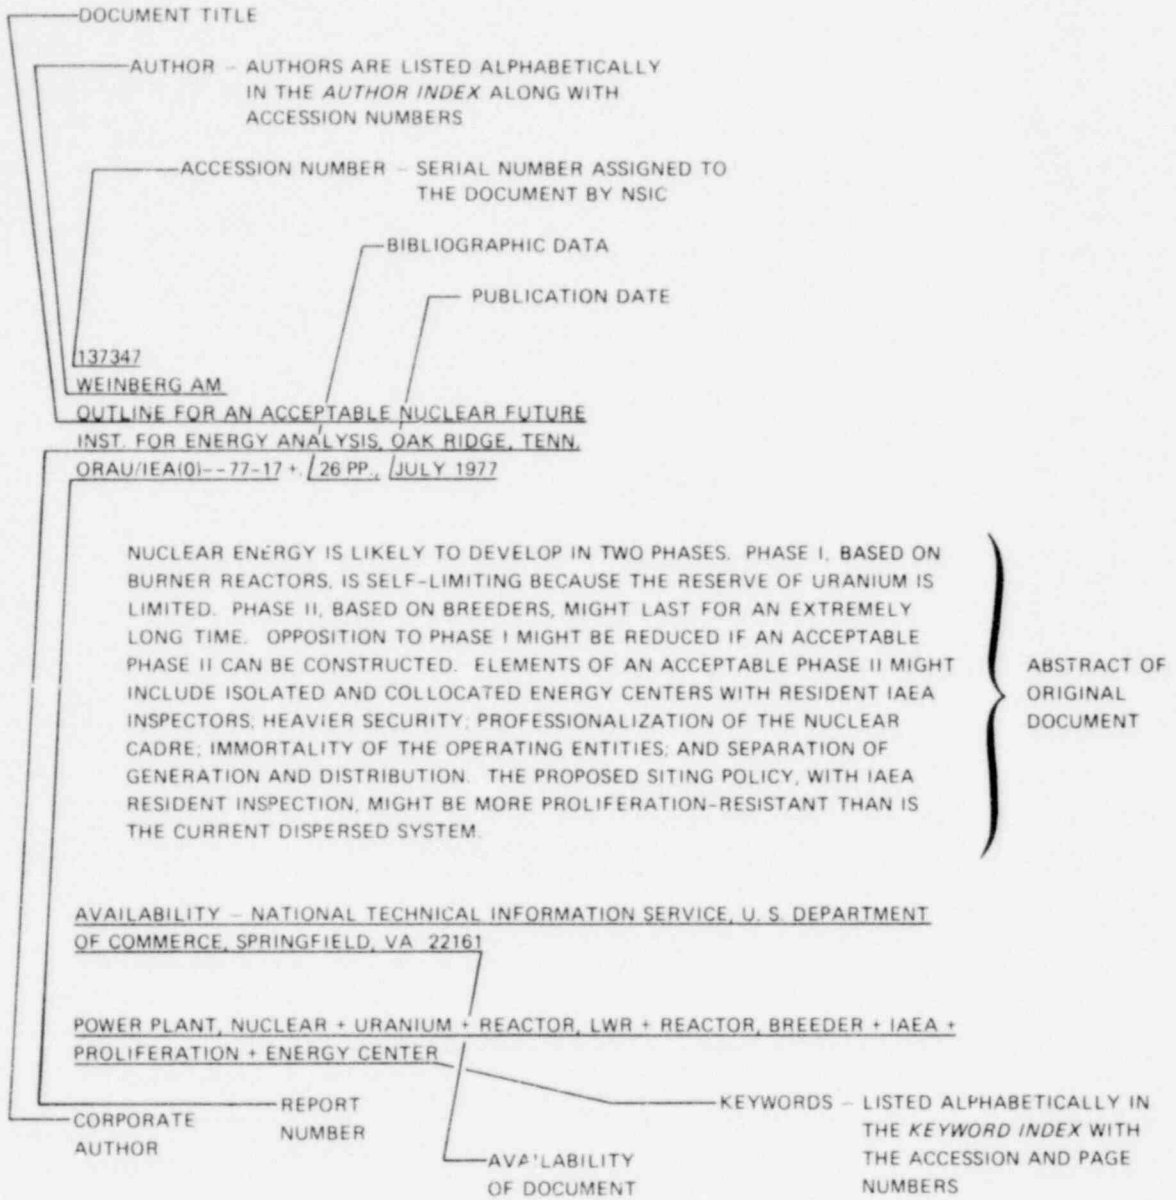 DOCUMENT TITLE
AUTHOR – AUTHORS ARE LISTED ALPHABETICALLY
IN THE AUTHOR INDEX ALONG WITH
ACCESSION NUMBERS
ACCESSION NUMBER – SERIAL NUMBER ASSIGNED TO
THE DOCUMENT BY NSIC
BIBLIOGRAPHIC DATA
PUBLICATION DATE
137347
WEINBERG AM
OUTLINE FOR AN ACCEPTABLE NUCLEAR FUTURE
INST. FOR ENERGY ANALYSIS, OAK RIDGE, TENN.
ORAU/IEA(0)--77-17 +. 26 PP., JULY 1977
NUCLEAR ENERGY IS LIKELY TO DEVELOP IN TWO PHASES. PHASE I, BASED ON
BURNER REACTORS, IS SELF-LIMITING BECAUSE THE RESERVE OF URANIUM IS
LIMITED. PHASE II, BASED ON BREEDERS, MIGHT LAST FOR AN EXTREMELY
LONG TIME. OPPOSITION TO PHASE I MIGHT BE REDUCED IF AN ACCEPTABLE
PHASE II CAN BE CONSTRUCTED. ELEMENTS OF AN ACCEPTABLE PHASE II MIGHT
INCLUDE ISOLATED AND COLLOCATED ENERGY CENTERS WITH RESIDENT IAEA
INSPECTORS; HEAVIER SECURITY; PROFESSIONALIZATION OF THE NUCLEAR
CADRE; IMMORTALITY OF THE OPERATING ENTITIES; AND SEPARATION OF
GENERATION AND DISTRIBUTION. THE PROPOSED SITING POLICY, WITH IAEA
RESIDENT INSPECTION, MIGHT BE MORE PROLIFERATION-RESISTANT THAN IS
THE CURRENT DISPERSED SYSTEM.
ABSTRACT OF
ORIGINAL
DOCUMENT
AVAILABILITY – NATIONAL TECHNICAL INFORMATION SERVICE, U. S. DEPARTMENT
OF COMMERCE, SPRINGFIELD, VA 22161
POWER PLANT, NUCLEAR + URANIUM + REACTOR, LWR + REACTOR, BREEDER + IAEA +
PROLIFERATION + ENERGY CENTER
CORPORATE
AUTHOR
REPORT
NUMBER
AVAILABILITY
OF DOCUMENT
KEYWORDS – LISTED ALPHABETICALLY IN
THE KEYWORD INDEX WITH
THE ACCESSION AND PAGE
NUMBERS